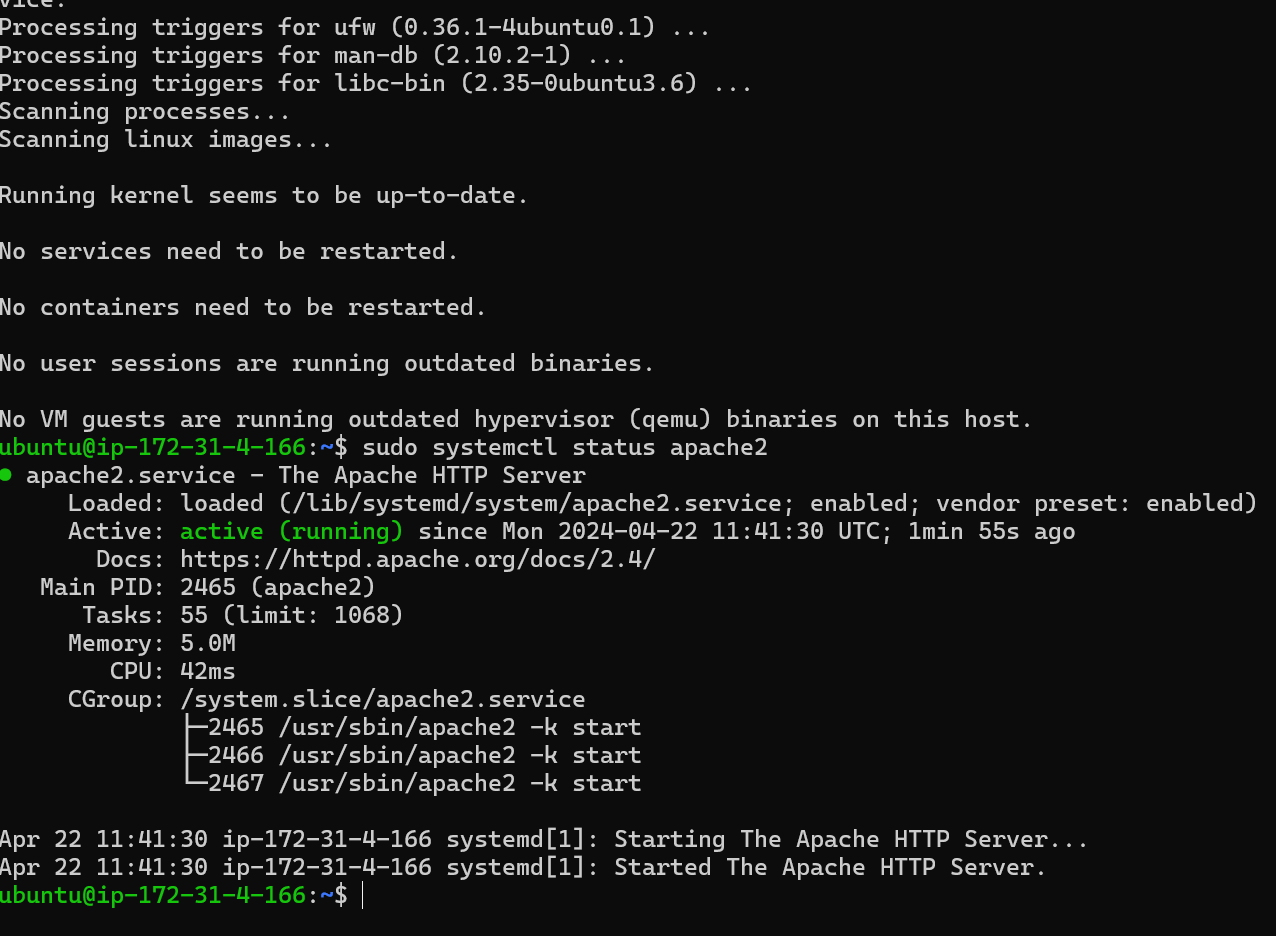 vice.
Processing triggers for ufw (0.36.1-4ubuntu0.1) ...
Processing triggers for man-db (2.10.2-1) ...
Processing triggers for libc-bin (2.35-0ubuntu3.6) ...
Scanning processes...
Scanning linux images...
Running kernel seems to be up-to-date.
No services need to be restarted.
No containers need to be restarted.
No user sessions are running outdated binaries.
No VM guests are running outdated hypervisor (qemu) binaries on this host.
ubuntu@ip-172-31-4-166:~$ sudo systemctl status apache2
● apache2.service - The Apache HTTP Server
     Loaded: loaded (/lib/systemd/system/apache2.service; enabled; vendor preset: enabled)
     Active: active (running) since Mon 2024-04-22 11:41:30 UTC; 1min 55s ago
       Docs: https://httpd.apache.org/docs/2.4/
   Main PID: 2465 (apache2)
      Tasks: 55 (limit: 1068)
     Memory: 5.0M
        CPU: 42ms
     CGroup: /system.slice/apache2.service
             ├─2465 /usr/sbin/apache2 -k start
             ├─2466 /usr/sbin/apache2 -k start
             └─2467 /usr/sbin/apache2 -k start
Apr 22 11:41:30 ip-172-31-4-166 systemd[1]: Starting The Apache HTTP Server...
Apr 22 11:41:30 ip-172-31-4-166 systemd[1]: Started The Apache HTTP Server.
ubuntu@ip-172-31-4-166:~$